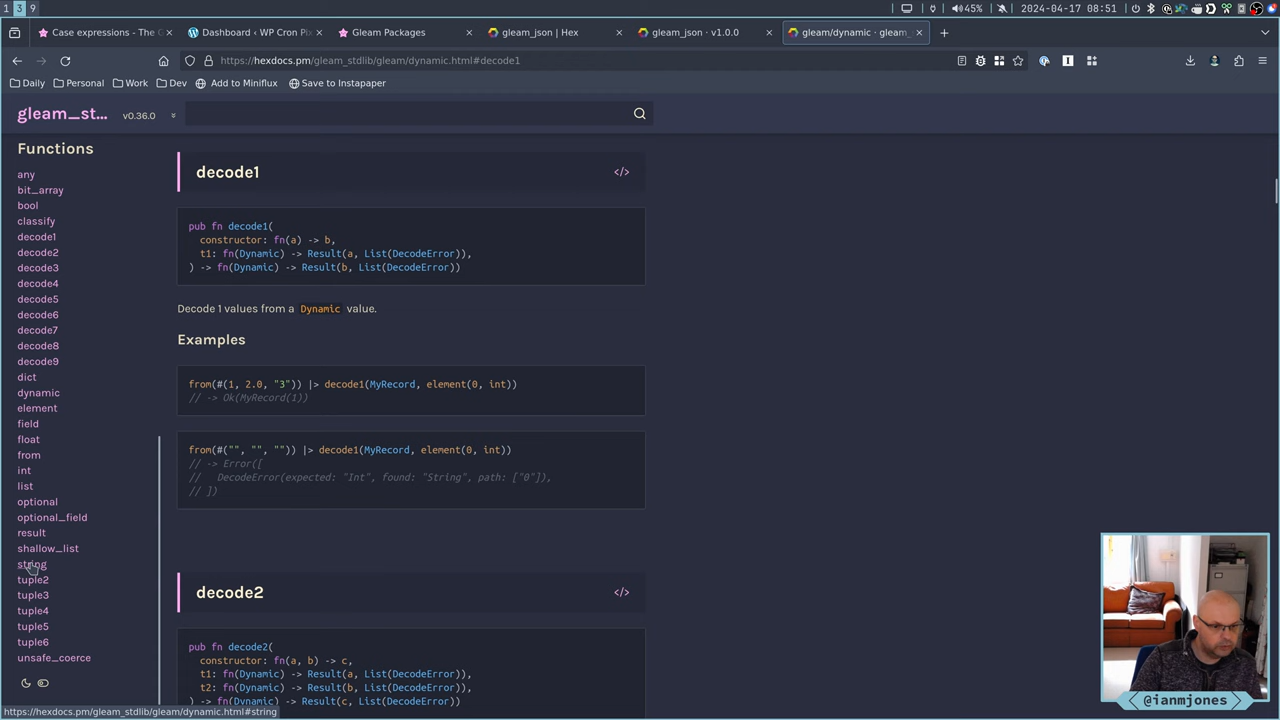 1 3 9
45%
2024-04-17 08:51
Case expressions - The G
Dashboard ‹ WP Cron Pix
Gleam Packages
gleam_json | Hex
gleam_json · v1.0.0
gleam/dynamic · gleam_
https://hexdocs.pm/gleam_stdlib/gleam/dynamic.html#decode1
Daily
Personal
Work
Dev
Add to Miniflux
Save to Instapaper
gleam_st...
v0.36.0
Functions
any
bit_array
bool
classify
decode1
decode2
decode3
decode4
decode5
decode6
decode7
decode8
decode9
dict
dynamic
element
field
float
from
int
list
optional
optional_field
result
shallow_list
string
tuple2
tuple3
tuple4
tuple5
tuple6
unsafe_coerce
decode1
</>
pub fn decode1(
constructor: fn(a) -> b,
t1: fn(Dynamic) -> Result(a, List(DecodeError)),
) -> fn(Dynamic) -> Result(b, List(DecodeError))
Decode 1 values from a Dynamic value.
Examples
from(#(1, 2.0, "3")) |> decode1(MyRecord, element(0, int))
// -> Ok(MyRecord(1))
from(#("", "", "")) |> decode1(MyRecord, element(0, int))
// -> Error([
//   DecodeError(expected: "Int", found: "String", path: ["0"]),
// ])
decode2
</>
pub fn decode2(
constructor: fn(a, b) -> c,
t1: fn(Dynamic) -> Result(a, List(DecodeError)),
t2: fn(Dynamic) -> Result(b, List(DecodeError)),
) -> fn(Dynamic) -> Result(c, List(DecodeError))
https://hexdocs.pm/gleam_stdlib/gleam/dynamic.html#string
@ianmjones